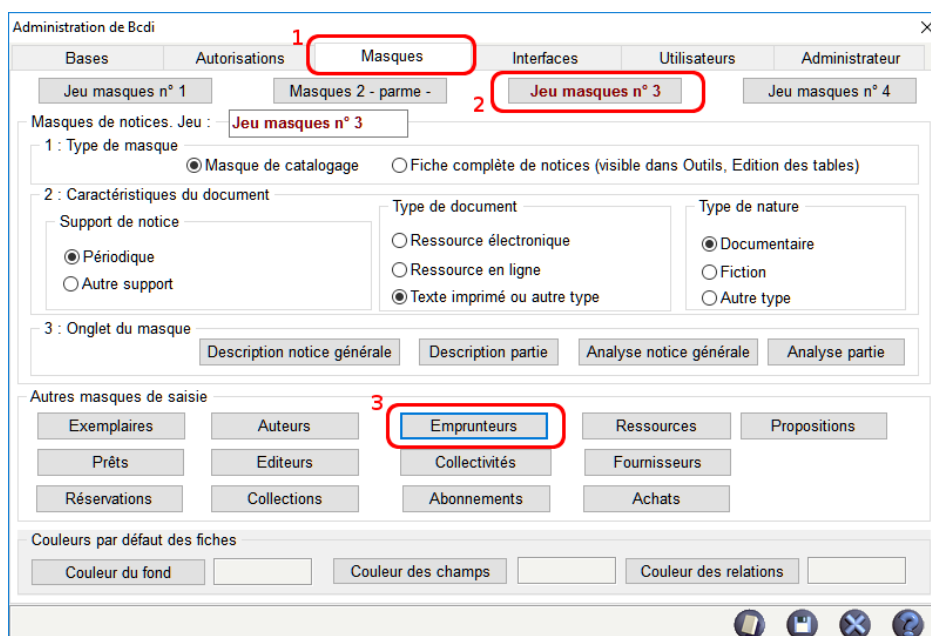 Administration de Bcdi
1
Bases Autorisations Masques Interfaces Utilisateurs Administrateur
Jeu masques n° 1 Masques 2 - parme - 2 Jeu masques n° 3 Jeu masques n° 4
Masques de notices. Jeu : Jeu masques n° 3
1 : Type de masque
Masque de catalogage Fiche complète de notices (visible dans Outils, Edition des tables)
2 : Caractéristiques du document
Support de notice Type de document Type de nature
Périodique Ressource électronique Documentaire
Autre support Ressource en ligne Fiction
Texte imprimé ou autre type Autre type
3 : Onglet du masque
Description notice générale Description partie Analyse notice générale Analyse partie
Autres masques de saisie
3
Exemplaires Auteurs Emprunteurs Ressources Propositions
Prêts Editeurs Collectivités Fournisseurs
Réservations Collections Abonnements Achats
Couleurs par défaut des fiches
Couleur du fond Couleur des champs Couleur des relations